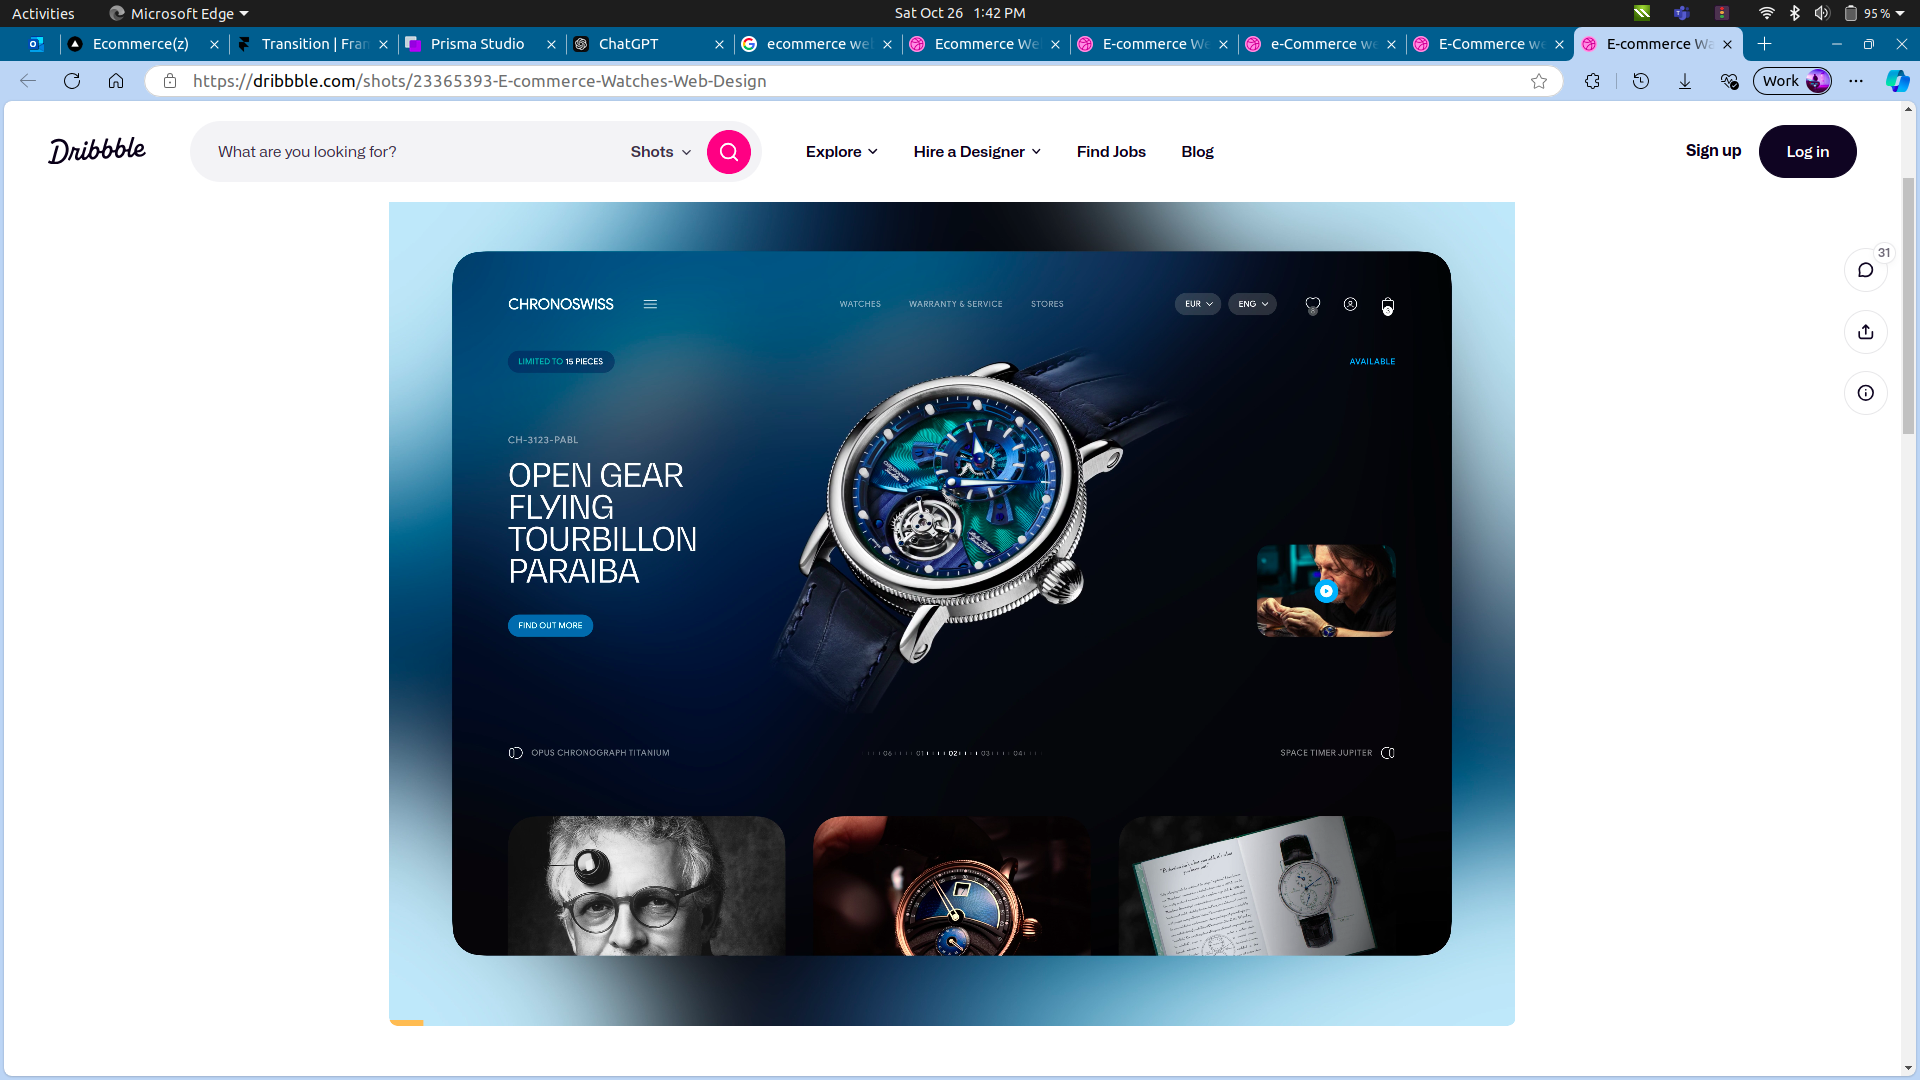 Activities
Microsoft Edge
Sat Oct 26 1:42 PM
95 %
Ecommerce(z)
Transition | Fran
Prisma Studio
ChatGPT
ecommerce we
Ecommerce We
E-commerce We
e-Commerce we
E-Commerce we
E-commerce Wa
https://dribbble.com/shots/23365393-E-commerce-Watches-Web-Design
Work
Dribbble
What are you looking for?
Shots
Explore
Hire a Designer
Find Jobs
Blog
Sign up
Log in
31
CHRONOSWISS
WATCHES
WARRANTY & SERVICE
STORES
EUR
ENG
LIMITED TO 15 PIECES
AVAILABLE
CH-3123-PABL
OPEN GEAR
FLYING
TOURBILLON
PARAIBA
FIND OUT MORE
OPUS CHRONOGRAPH TITANIUM
06 01 02 03 04
SPACE TIMER JUPITER